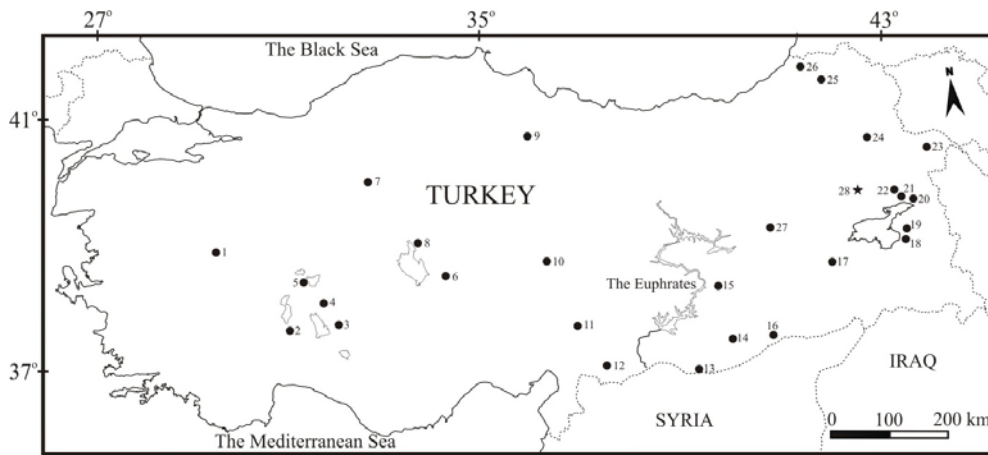 27° 35° 43°
The Black Sea
26
25
N
41°
9
24
23
7
TURKEY
28 22 21
20
1
8
27
19
18
5
6
10
17
The Euphrates
15
4
2
3
11
14
16
37°
12
13
IRAQ
SYRIA
0 100 200 km
The Mediterranean Sea